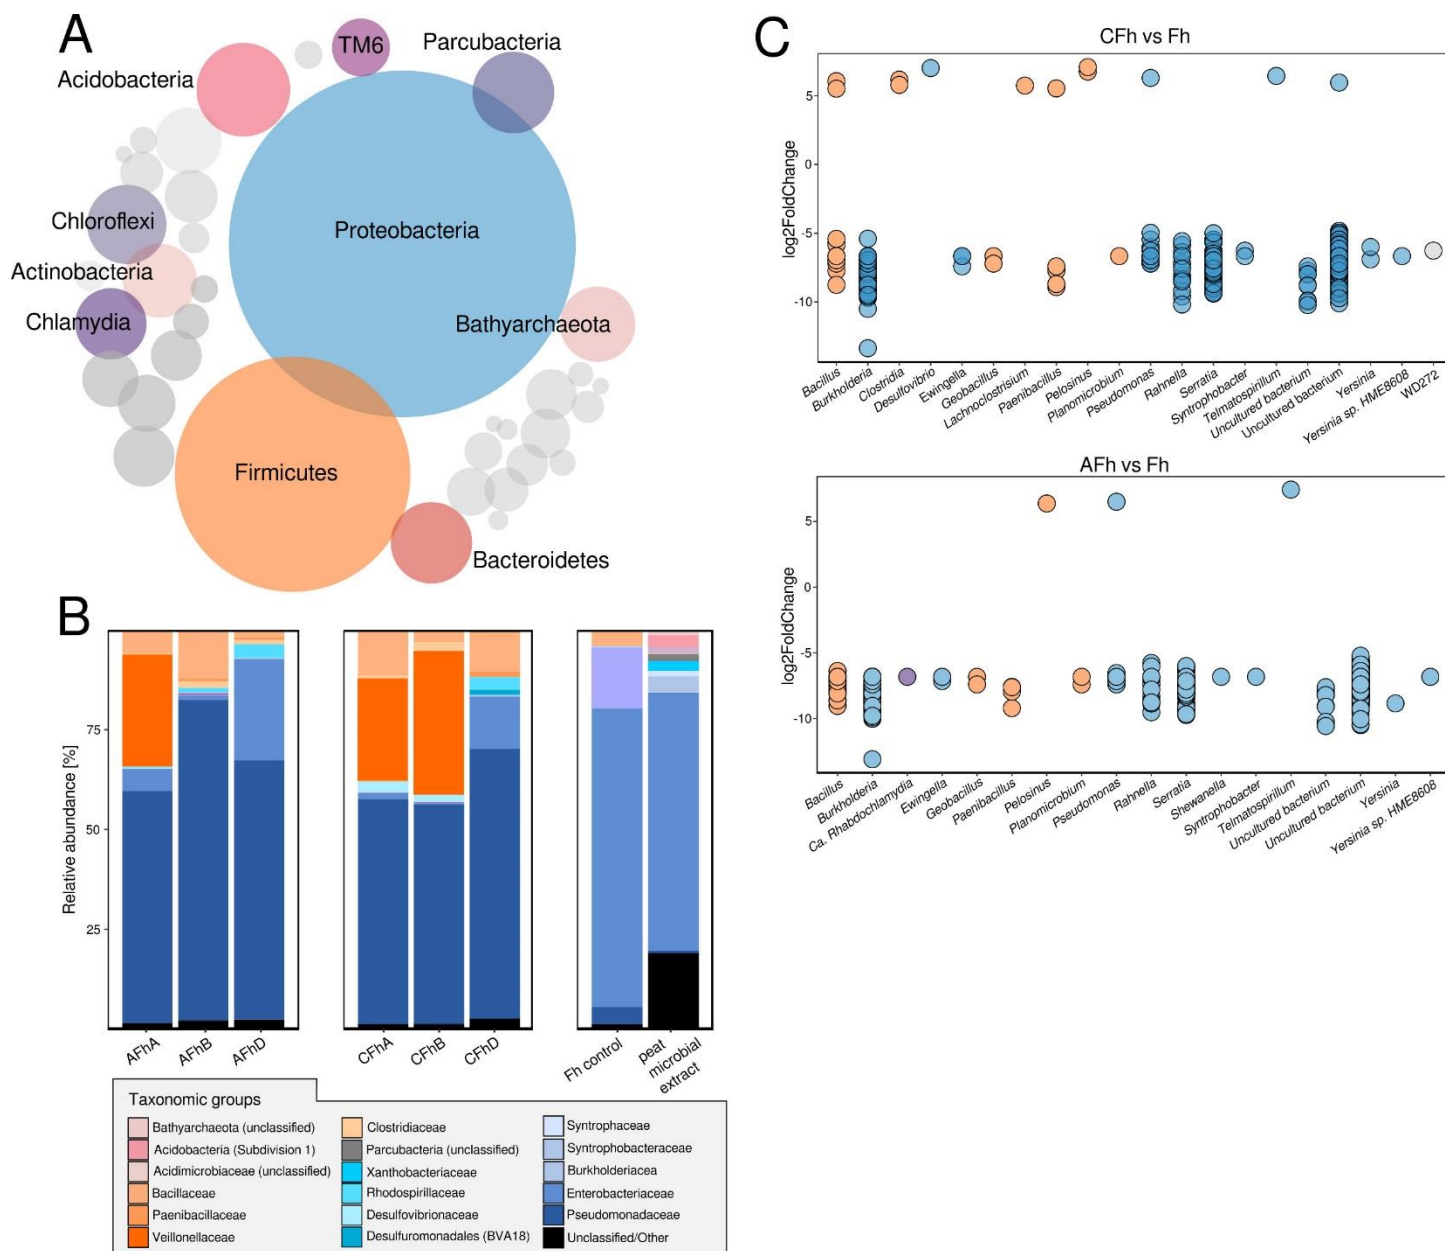 A
TM6
Parcubacteria
Acidobacteria
Chloroflexi
Proteobacteria
Actinobacteria
Chlamydia
Bathyarchaeota
Firmicutes
Bacteroidetes
B
Relative abundance [%]
75
50
25
AFhA
AFhB
AFhD
CFhA
CFhB
CFhD
Fh control
peat
microbial
extract
Taxonomic groups
Bathyarchaeota (unclassified)
Acidobacteria (Subdivision 1)
Acidimicrobiaceae (unclassified)
Bacillaceae
Paenibacillaceae
Veillonellaceae
Clostridiaceae
Parcubacteria (unclassified)
Xanthobacteriaceae
Rhodospirillaceae
Desulfovibrionaceae
Desulfuromonadales (BVA18)
Syntrophaceae
Syntrophobacteraceae
Burkholderiacea
Enterobacteriaceae
Pseudomonadaceae
Unclassified/Other
C
CFh vs Fh
log2FoldChange
5
0
-5
-10
Bacillus
Burkholderia
Clostridia
Desulfovibrio
Ewingella
Geobacillus
Lachnoclostrisium
Paenibacillus
Pelosinus
Planomicrobium
Pseudomonas
Rahnella
Serratia
Syntrophobacter
Telmatospirillum
Uncultured bacterium
Uncultured bacterium
Yersinia
Yersinia sp. HME8608
WD272
AFh vs Fh
log2FoldChange
5
0
-5
-10
Bacillus
Burkholderia
Ca. Rhabdochlamydia
Ewingella
Geobacillus
Paenibacillus
Pelosinus
Planomicrobium
Pseudomonas
Rannella
Serratia
Shewanella
Syntrophobacter
Telmatospirillum
Uncultured bacterium
Uncultured bacterium
Yersinia
Yersinia sp. HME8608